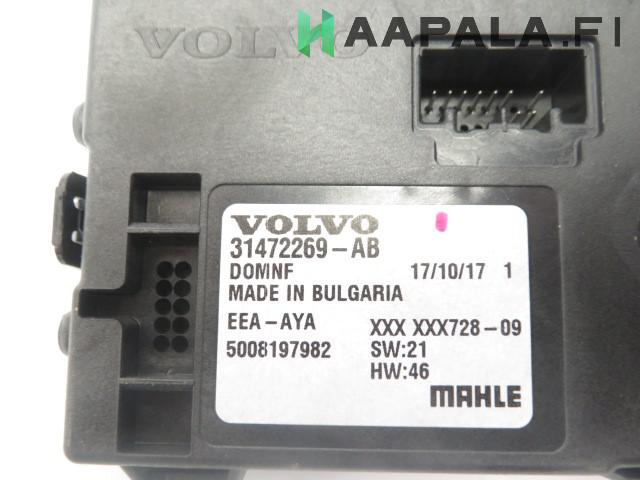 HAAPALA.FI
VOLVO
VOLVO
31472269-AB
DOMNF 17/10/17 1
MADE IN BULGARIA
EEA-AYA XXX XXX728-09
5008197982 SW:21
HW:46
MAHLE